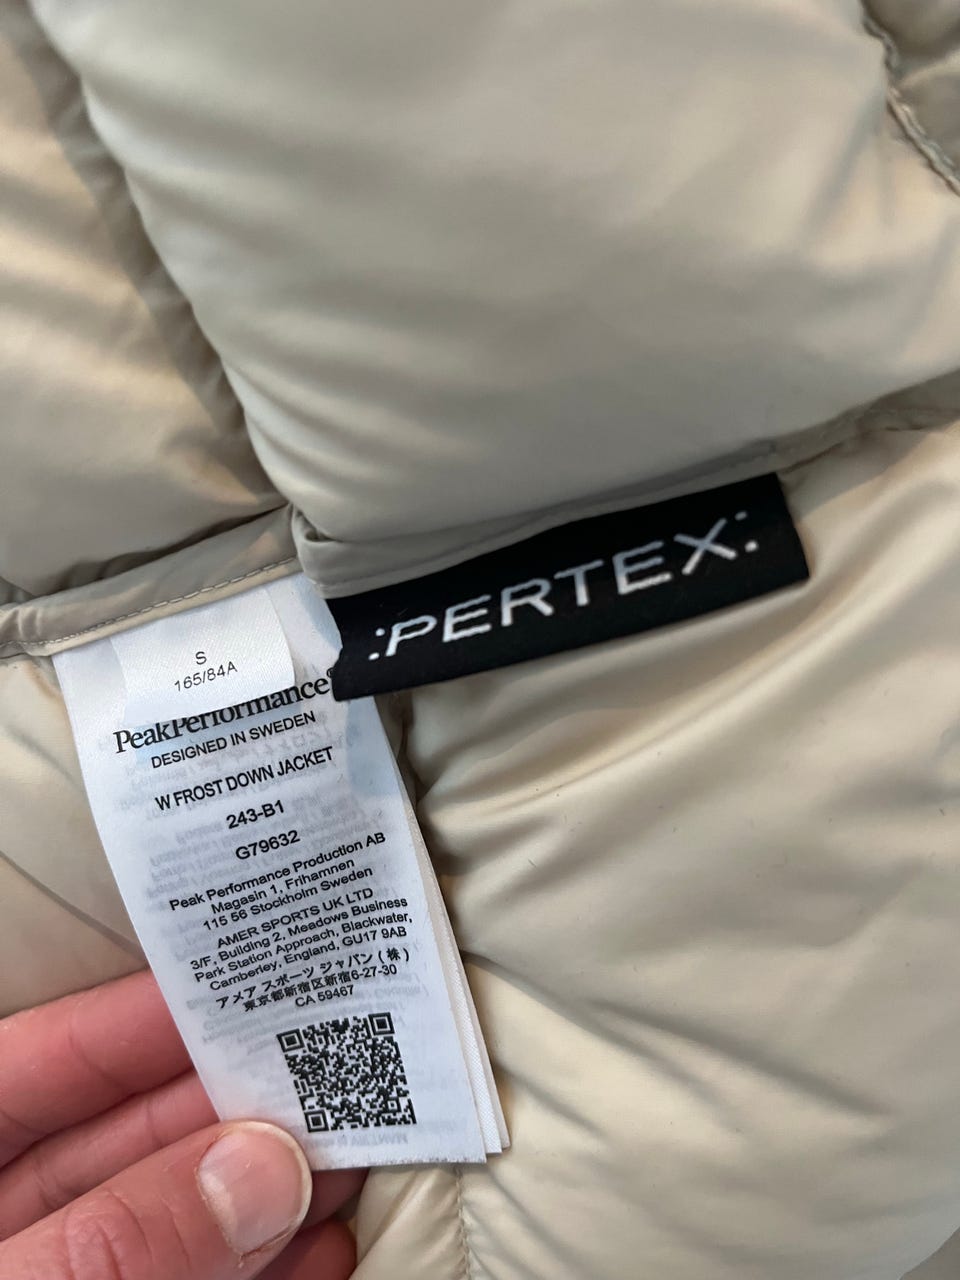 :PERTEX:
S
165/84A
PeakPerformance®
DESIGNED IN SWEDEN
W FROST DOWN JACKET
243-B1
G79632
Peak Performance Production AB
Magasin 1, Frihamnen
115 56 Stockholm Sweden
AMER SPORTS UK LTD
3/F, Building 2, Meadows Business
Park Station Approach, Blackwater,
Camberley, England, GU17 9AB
アメア スポーツ ジャパン (株)
東京都新宿区新宿6-27-30
CA 59467